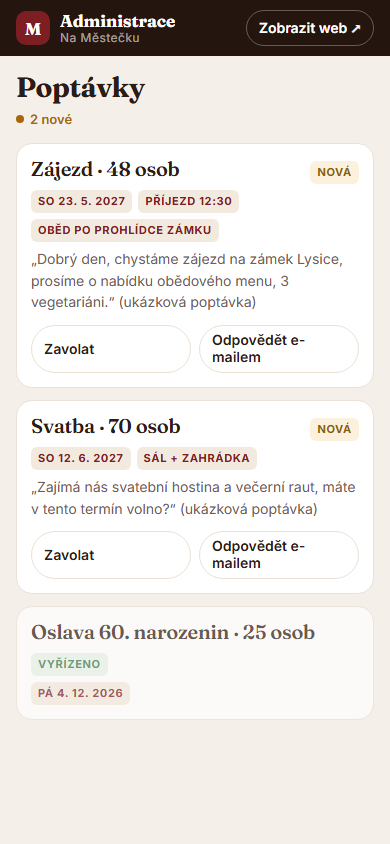 M
Administrace
Na Městečku
Zobrazit web ↗
Poptávky
2 nové
Zájezd · 48 osob
NOVÁ
SO 23. 5. 2027
PŘÍJEZD 12:30
OBĚD PO PROHLÍDCE ZÁMKU
„Dobrý den, chystáme zájezd na zámek Lysice,
prosíme o nabídku obědového menu, 3
vegetariáni.“ (ukázková poptávka)
Zavolat
Odpovědět e-
mailem
Svatba · 70 osob
NOVÁ
SO 12. 6. 2027
SÁL + ZAHRÁDKA
„Zajímá nás svatební hostina a večerní raut, máte
v tento termín volno?“ (ukázková poptávka)
Zavolat
Odpovědět e-
mailem
Oslava 60. narozenin · 25 osob
VYŘÍZENO
PÁ 4. 12. 2026